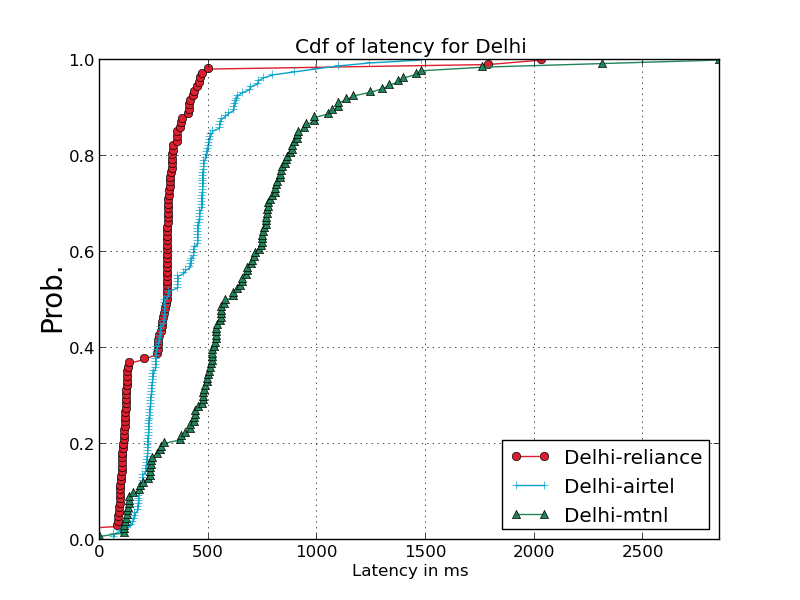 Cdf of latency for Delhi
1.0
0.8
0.6
0.4
0.2
0.0
Prob.
0
500
1000
1500
2000
2500
Latency in ms
Delhi-reliance
Delhi-airtel
Delhi-mtnl